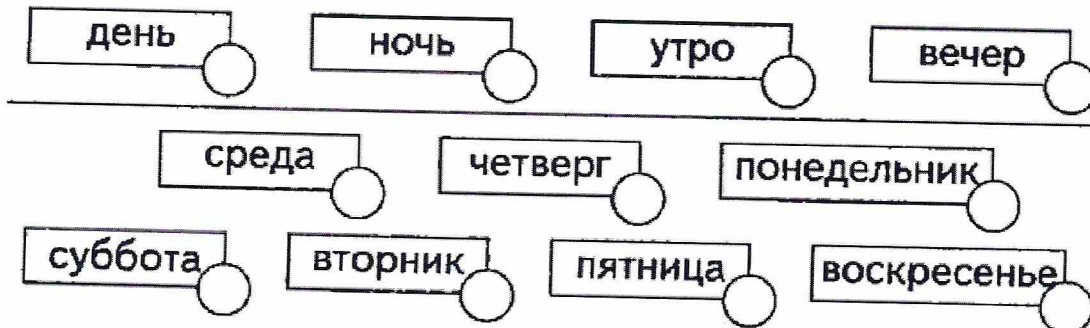 день ночь утро вечер
среда четверг понедельник
суббота вторник пятница воскресенье